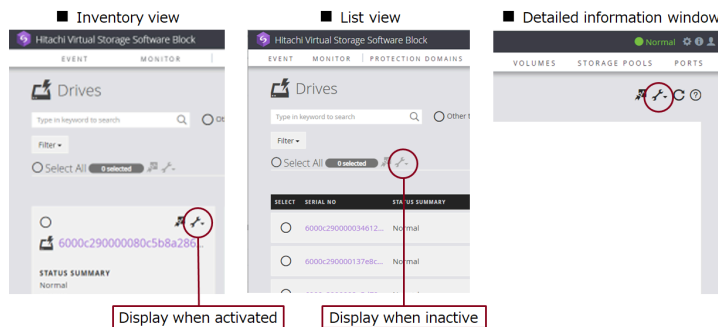 ■ Inventory view
Hitachi Virtual Storage Software Block
EVENT MONITOR
Drives
Type in keyword to search
Filter
Select All 0 selected
6000c290000080c5b8a286...
STATUS SUMMARY
Normal
Display when activated
■ List view
Hitachi Virtual Storage Software Block
EVENT MONITOR PROTECTION DOMAINS
Drives
Type in keyword to search
Other
Filter
Select All 0 selected
SELECT SERIAL NO STATUS SUMMARY
6000c290000034612... Normal
6000c290000137e8c... Normal
Display when inactive
■ Detailed information window
Normal
VOLUMES STORAGE POOLS PORTS